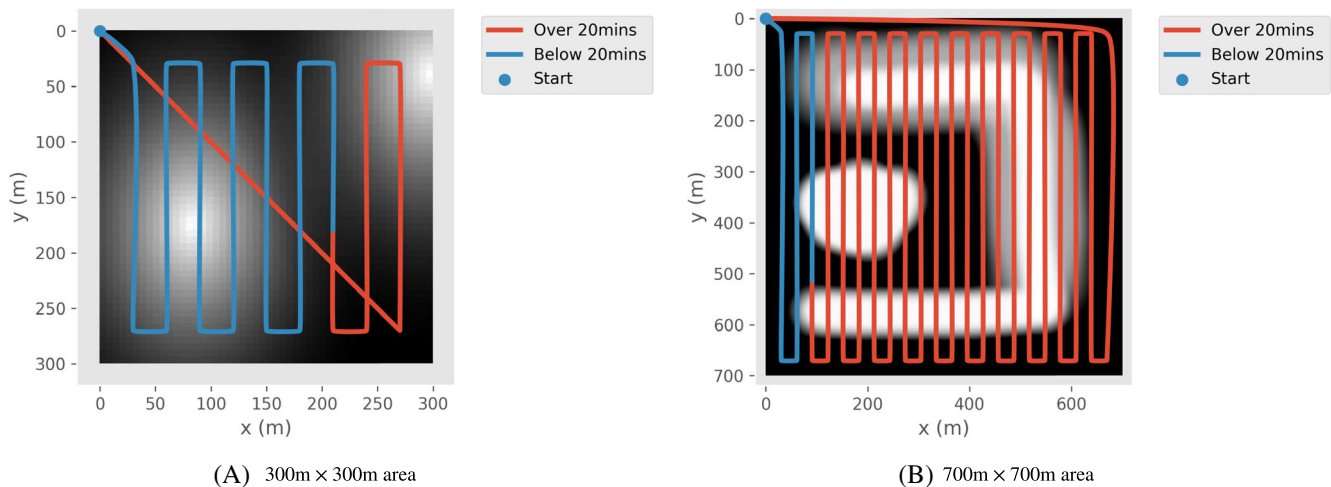 Over 20mins
Below 20mins
Start
0
50
100
150
200
250
300
y (m)
0 50 100 150 200 250 300
x (m)
(A) 300m × 300m area
Over 20mins
Below 20mins
Start
0
100
200
300
400
500
600
700
y (m)
0 200 400 600
x (m)
(B) 700m × 700m area